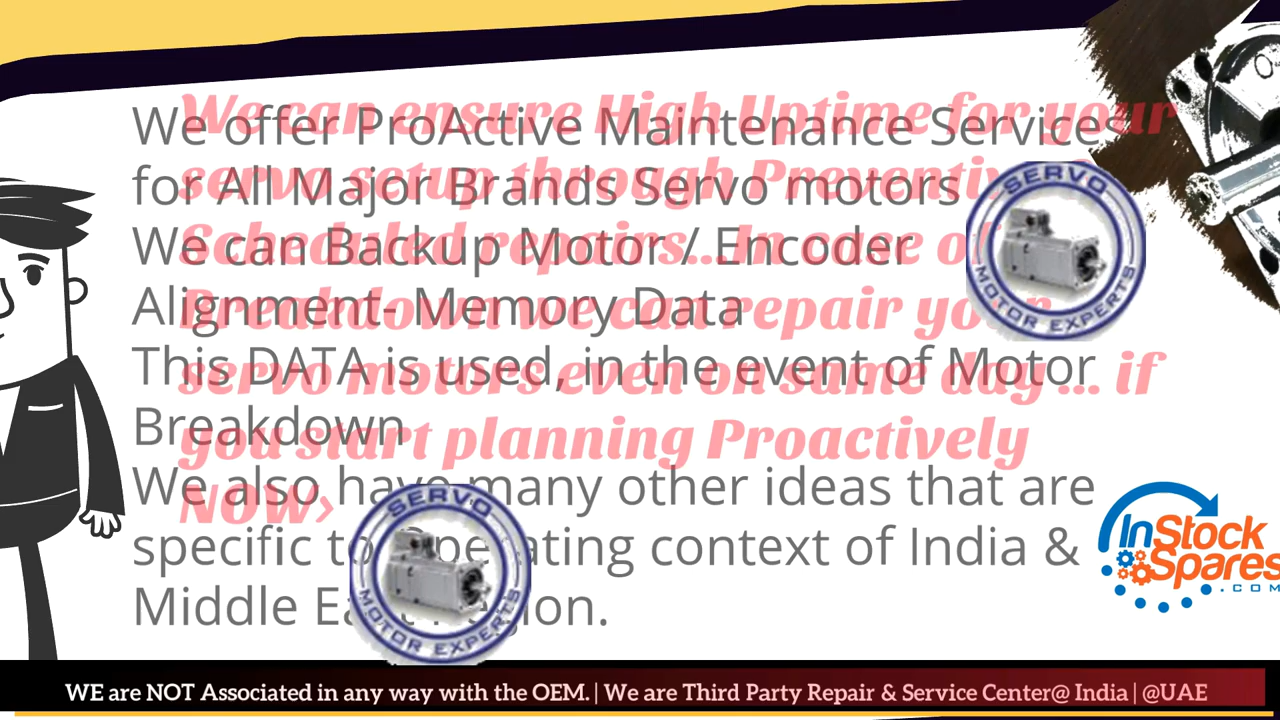 We offer ProActive Maintenance Service
for All Major Brands Servo motors
We can Backup Motor / Encoder
Alignment- Memory Data
This DATA is used, in the event of Motor
Breakdown
We also have many other ideas that are
specific to Operating context of India &
Middle East Region.
We can ensure High Uptime for your
servo setup through
Scheduled repairs...In case of
Breakdown we can repair your
servo motors even on same day... if
you start planning Proactively
NOW>
SERVO
MOTOR EXPERTS
SERVO
MOTOR EXPERTS
InStock
Spares
.COM
WE are NOT Associated in any way with the OEM. | We are Third Party Repair & Service Center@ India | @UAE